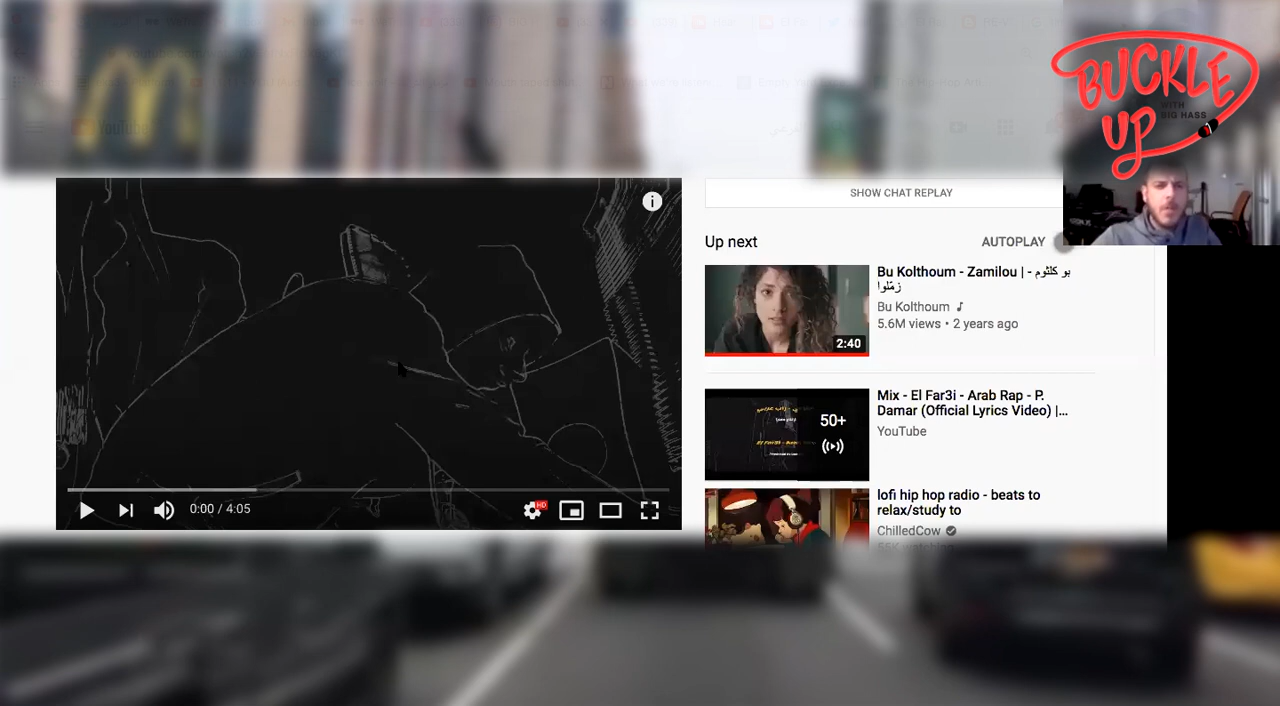 YouTube
BUCKLE
UP
WITH
BIG HASS
SHOW CHAT REPLAY
Up next
AUTOPLAY
Bu Kolthoum - Zamilou | - بو كلثوم
زمّلوا
Bu Kolthoum ♪
5.6M views • 2 years ago
2:40
Mix - El Far3i - Arab Rap - P.
Damar (Official Lyrics Video) |...
YouTube
50+
lofi hip hop radio - beats to
relax/study to
ChilledCow
0:00 / 4:05
HD